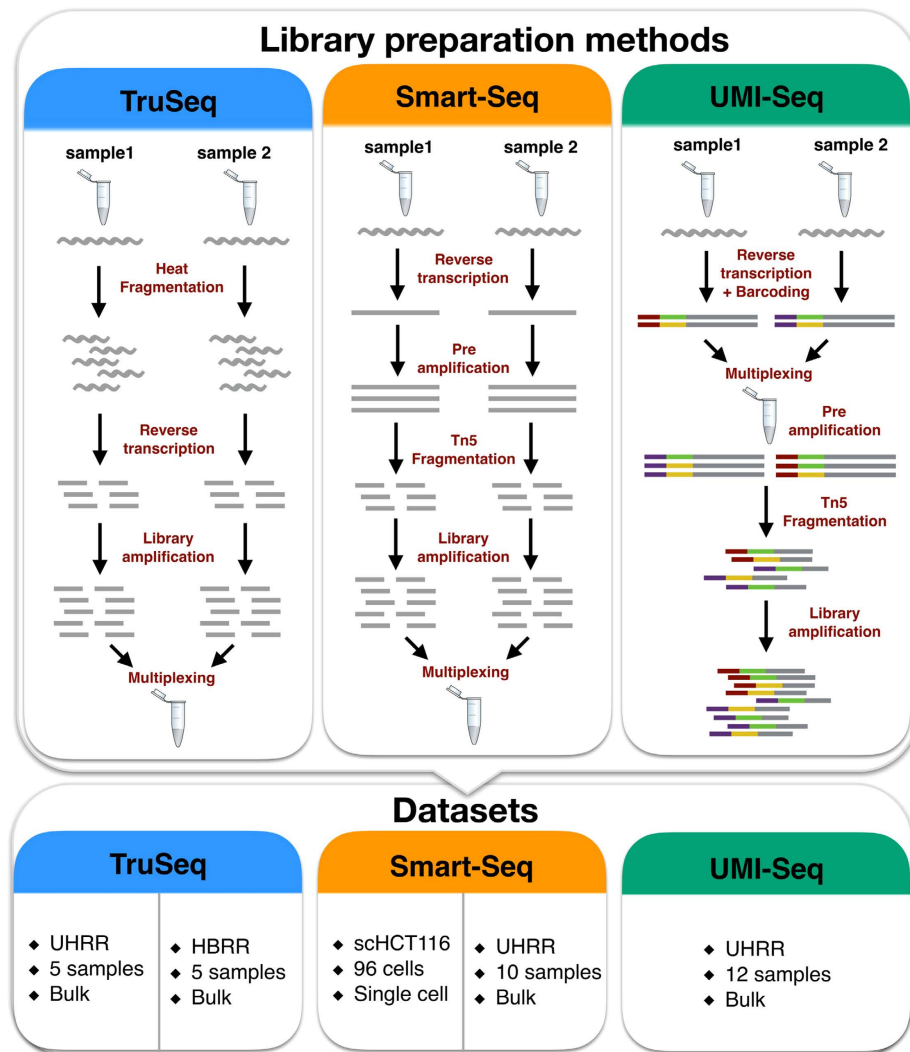 Library preparation methods
TruSeq
sample1
sample 2
Heat
Fragmentation
Reverse
transcription
Library
amplification
Multiplexing
Smart-Seq
sample1
sample 2
Reverse
transcription
Pre
amplification
Tn5
Fragmentation
Library
amplification
Multiplexing
UMI-Seq
sample1
sample 2
Reverse
transcription
+ Barcoding
Multiplexing
Pre
amplification
Tn5
Fragmentation
Library
amplification
Datasets
TruSeq
◆ UHRR
◆ 5 samples
◆ Bulk
◆ HBRR
◆ 5 samples
◆ Bulk
Smart-Seq
◆ scHCT116
◆ 96 cells
◆ Single cell
◆ UHRR
◆ 10 samples
◆ Bulk
UMI-Seq
◆ UHRR
◆ 12 samples
◆ Bulk